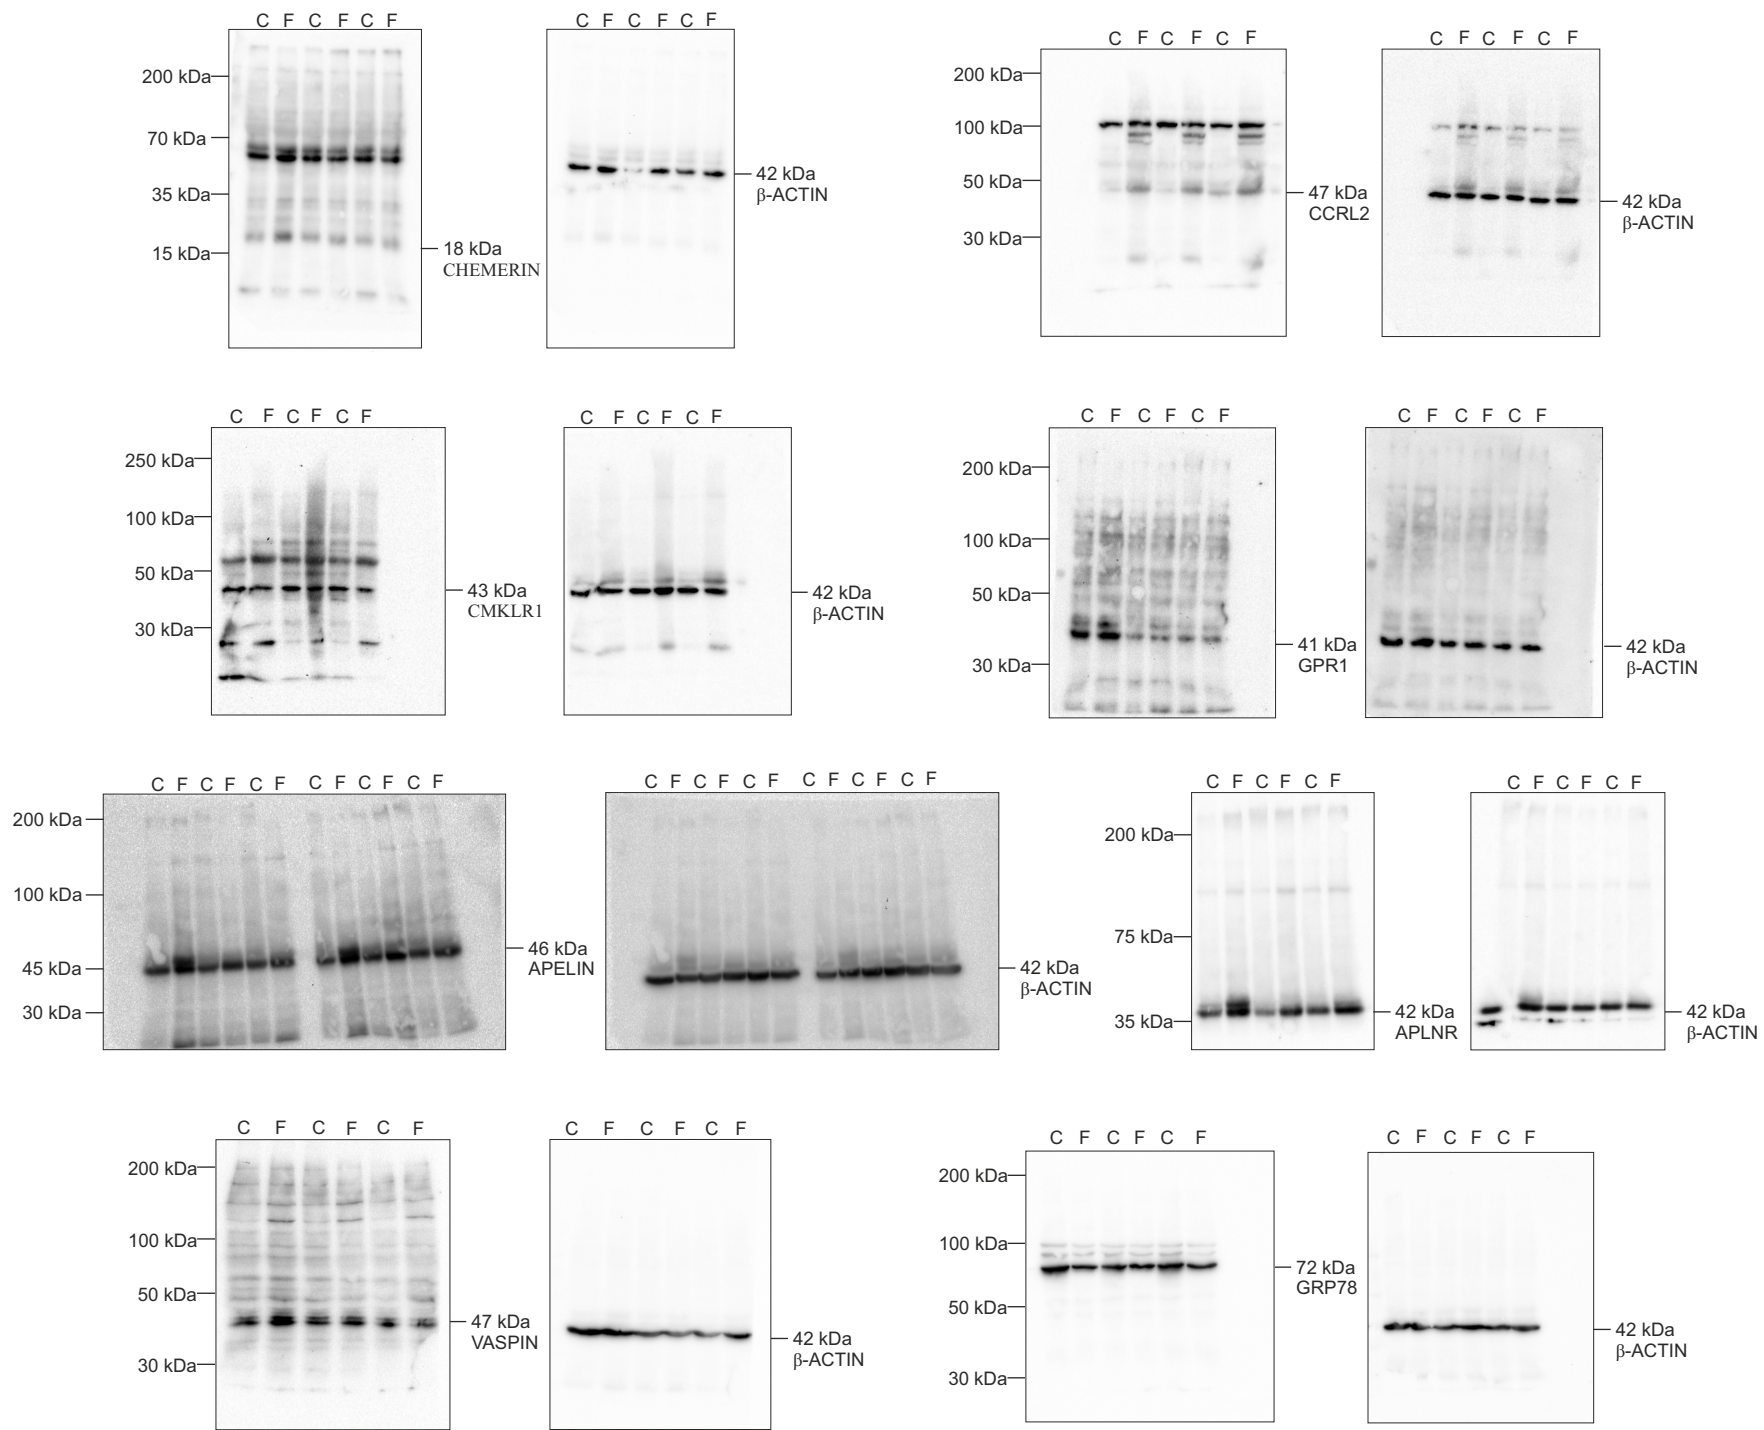 C F C F C F
200 kDa
70 kDa
35 kDa
15 kDa
18 kDa
CHEMERIN
C F C F C F
42 kDa
β-ACTIN
C F C F C F
200 kDa
100 kDa
50 kDa
30 kDa
47 kDa
CCRL2
C F C F C F
42 kDa
β-ACTIN
C F C F C F
250 kDa
100 kDa
50 kDa
30 kDa
43 kDa
CMKLR1
C F C F C F
42 kDa
β-ACTIN
C F C F C F
200 kDa
100 kDa
50 kDa
30 kDa
41 kDa
GPR1
C F C F C F
42 kDa
β-ACTIN
C F C F C F C F C F C F
200 kDa
100 kDa
45 kDa
30 kDa
46 kDa
APELIN
C F C F C F C F C F C F
42 kDa
β-ACTIN
C F C F C F
200 kDa
75 kDa
35 kDa
42 kDa
APLNR
C F C F C F
42 kDa
β-ACTIN
C F C F C F
200 kDa
100 kDa
50 kDa
30 kDa
47 kDa
VASPIN
C F C F C F
42 kDa
β-ACTIN
C F C F C F
200 kDa
100 kDa
50 kDa
30 kDa
72 kDa
GRP78
C F C F C F
42 kDa
β-ACTIN